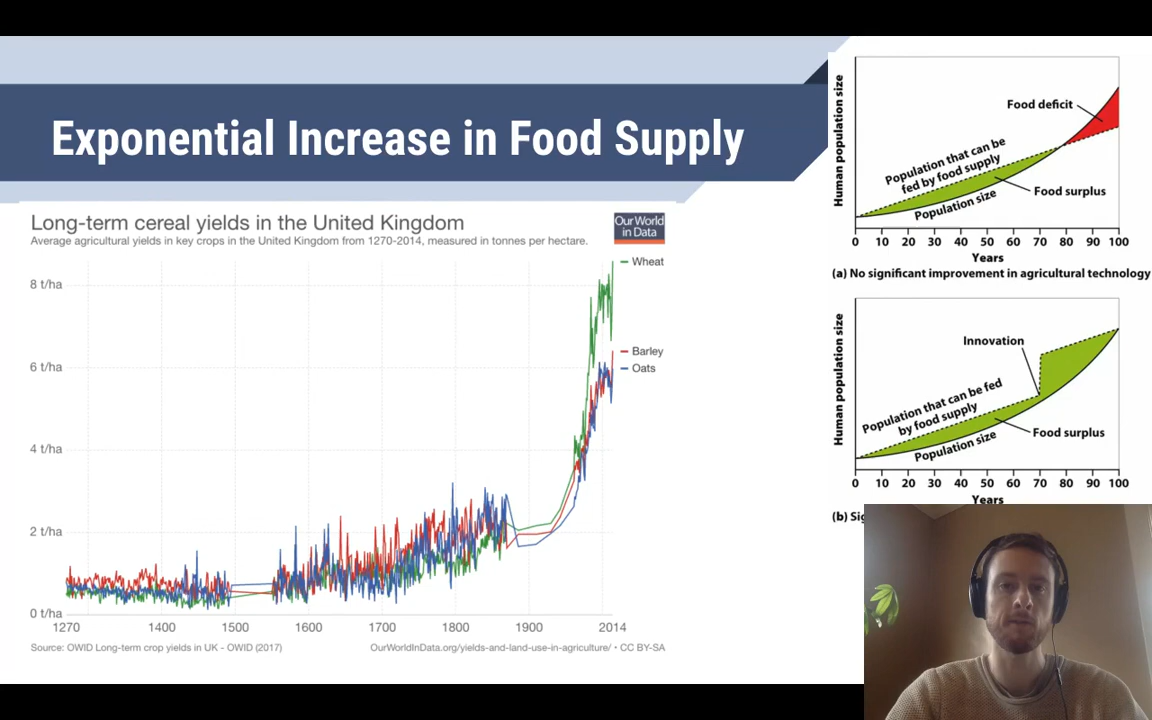 Exponential Increase in Food Supply
Long-term cereal yields in the United Kingdom
Average agricultural yields in key crops in the United Kingdom from 1270-2014, measured in tonnes per hectare.
Our World
in Data
Wheat
8 t/ha
Barley
6 t/ha
Oats
4 t/ha
2 t/ha
0 t/ha
1270 1400 1500 1600 1700 1800 1900 2014
Source: OWID Long-term crop yields in UK - OWID (2017)
OurWorldInData.org/yields-and-land-use-in-agriculture/ • CC BY-SA
Human population size
Food deficit
Population that can be
fed by food supply
Food surplus
Population size
0 10 20 30 40 50 60 70 80 90 100
Years
(a) No significant improvement in agricultural technology
Human population size
Innovation
Population that can be fed
by food supply
Food surplus
Population size
0 10 20 30 40 50 60 70 80 90 100
Years
(b)